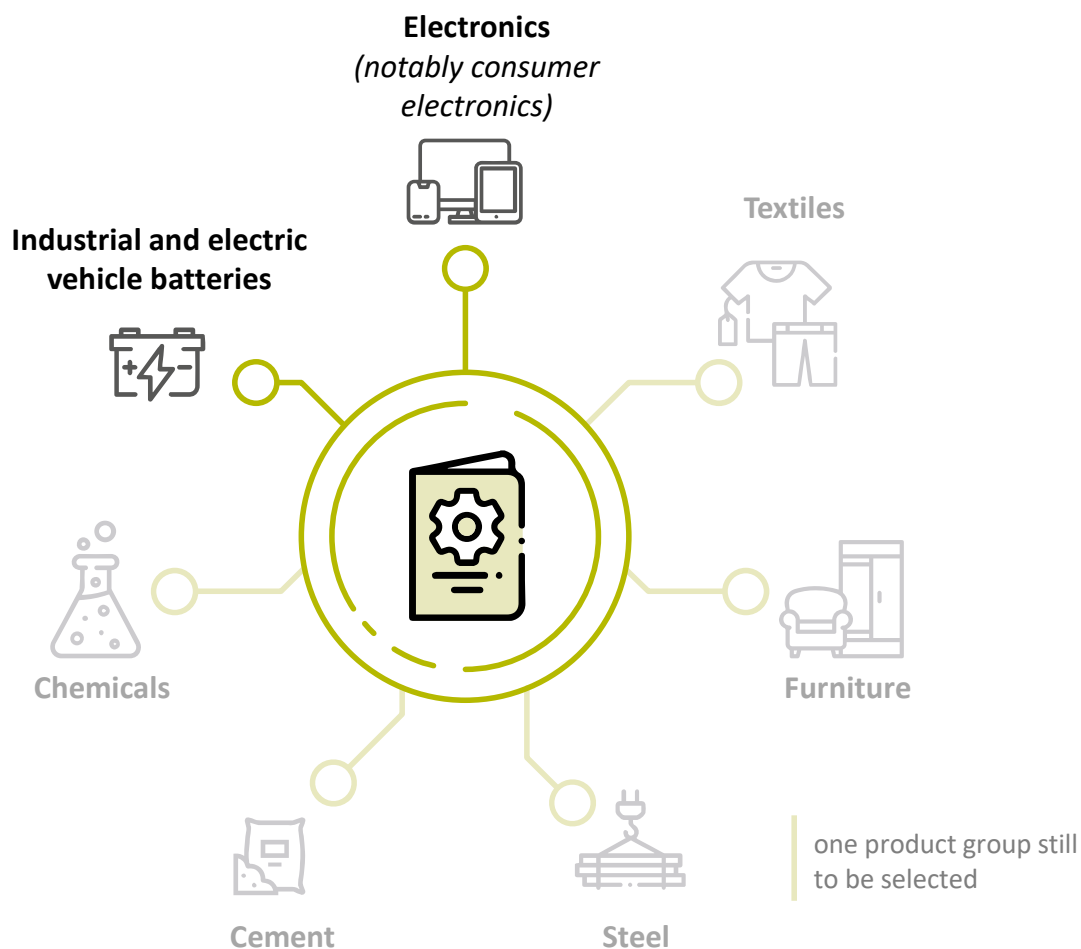 Electronics
(notably consumer
electronics)
Textiles
Industrial and electric
vehicle batteries
Chemicals
Furniture
one product group still
to be selected
Cement
Steel